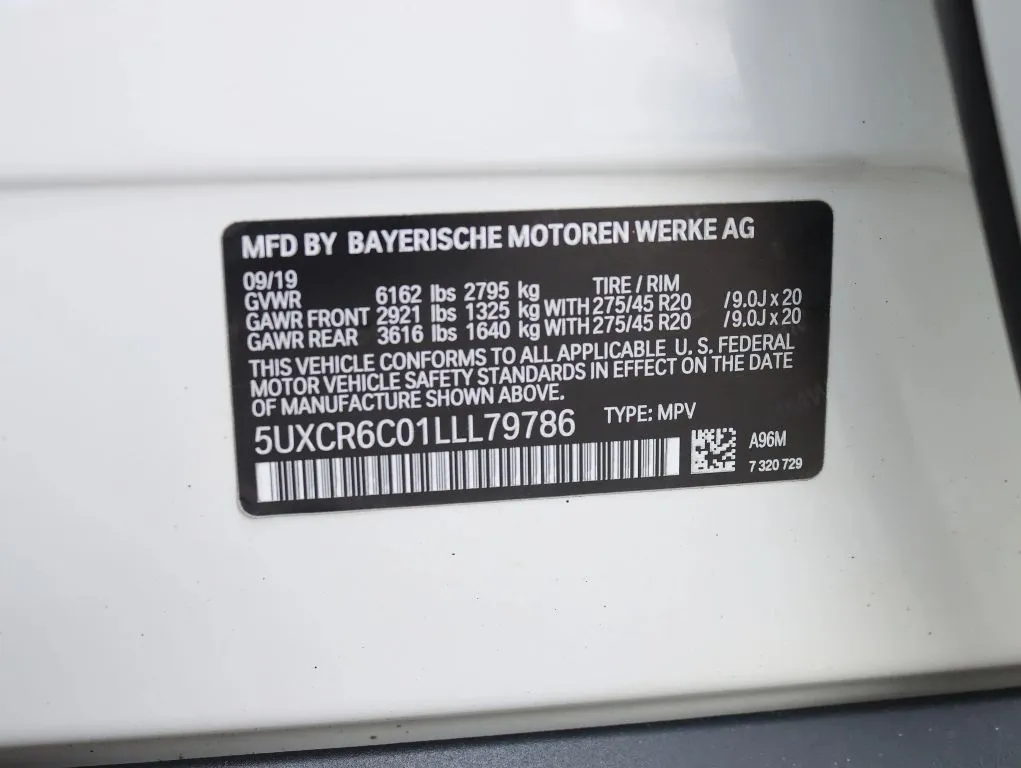 MFD BY BAYERISCHE MOTOREN WERKE AG
09/19 TIRE / RIM
GVWR 6162 lbs 2795 kg
GAWR FRONT 2921 lbs 1325 kg WITH 275/45 R20 /9.0J x 20
GAWR REAR 3616 lbs 1640 kg WITH 275/45 R20 /9.0J x 20
THIS VEHICLE CONFORMS TO ALL APPLICABLE U. S. FEDERAL
MOTOR VEHICLE SAFETY STANDARDS IN EFFECT ON THE DATE
OF MANUFACTURE SHOWN ABOVE.
5UXCR6C01LLL79786 TYPE: MPV
A96M
7 320 729